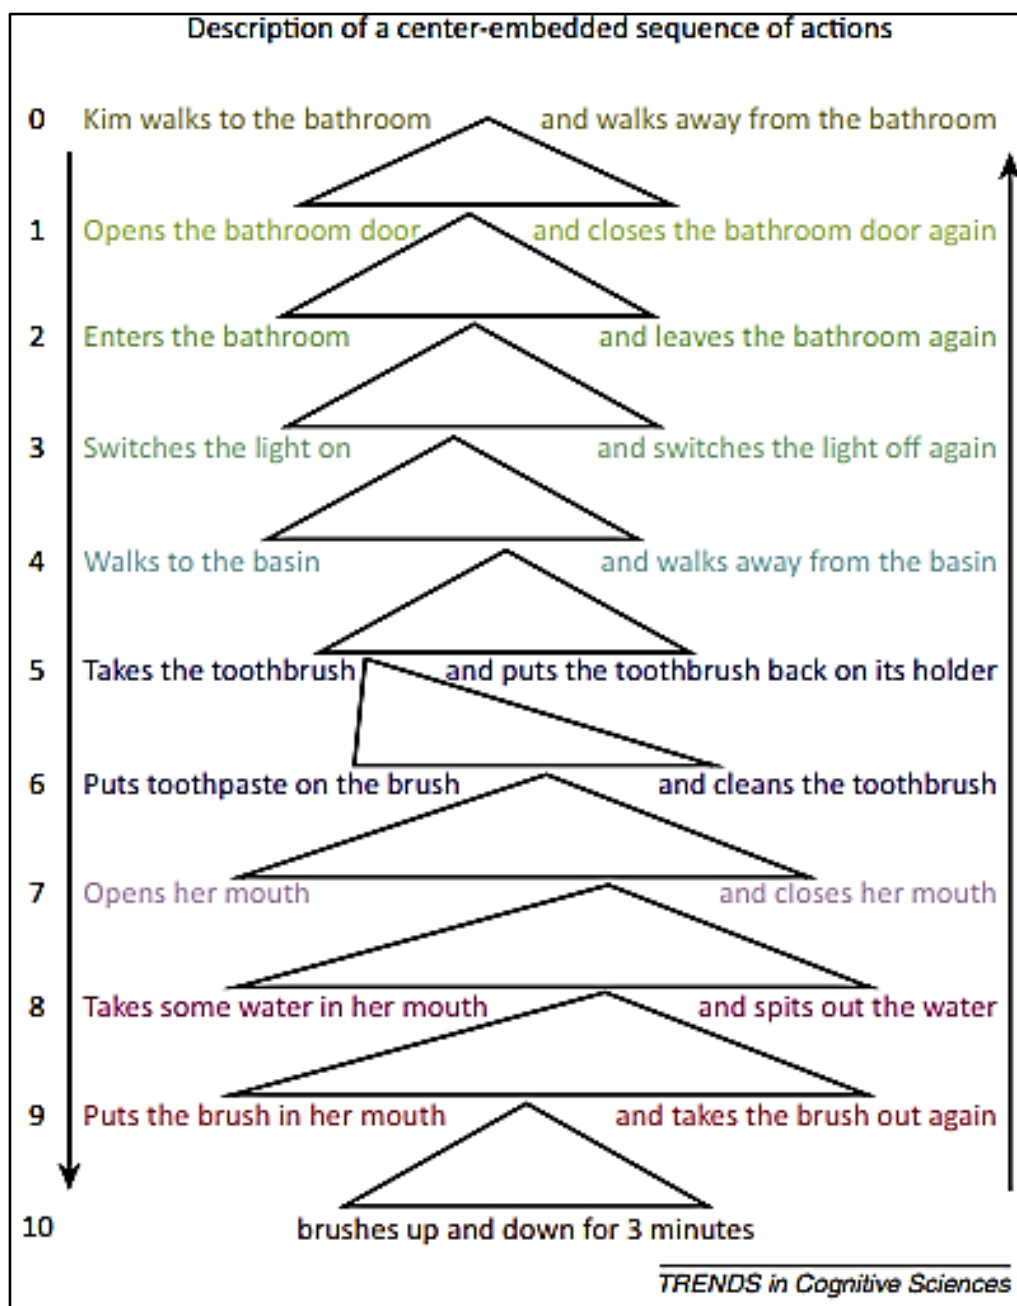 Description of a center-embedded sequence of actions
0 Kim walks to the bathroom and walks away from the bathroom
1 Opens the bathroom door and closes the bathroom door again
2 Enters the bathroom and leaves the bathroom again
3 Switches the light on and switches the light off again
4 Walks to the basin and walks away from the basin
5 Takes the toothbrush and puts the toothbrush back on its holder
6 Puts toothpaste on the brush and cleans the toothbrush
7 Opens her mouth and closes her mouth
8 Takes some water in her mouth and spits out the water
9 Puts the brush in her mouth and takes the brush out again
10 brushes up and down for 3 minutes
TRENDS in Cognitive Sciences